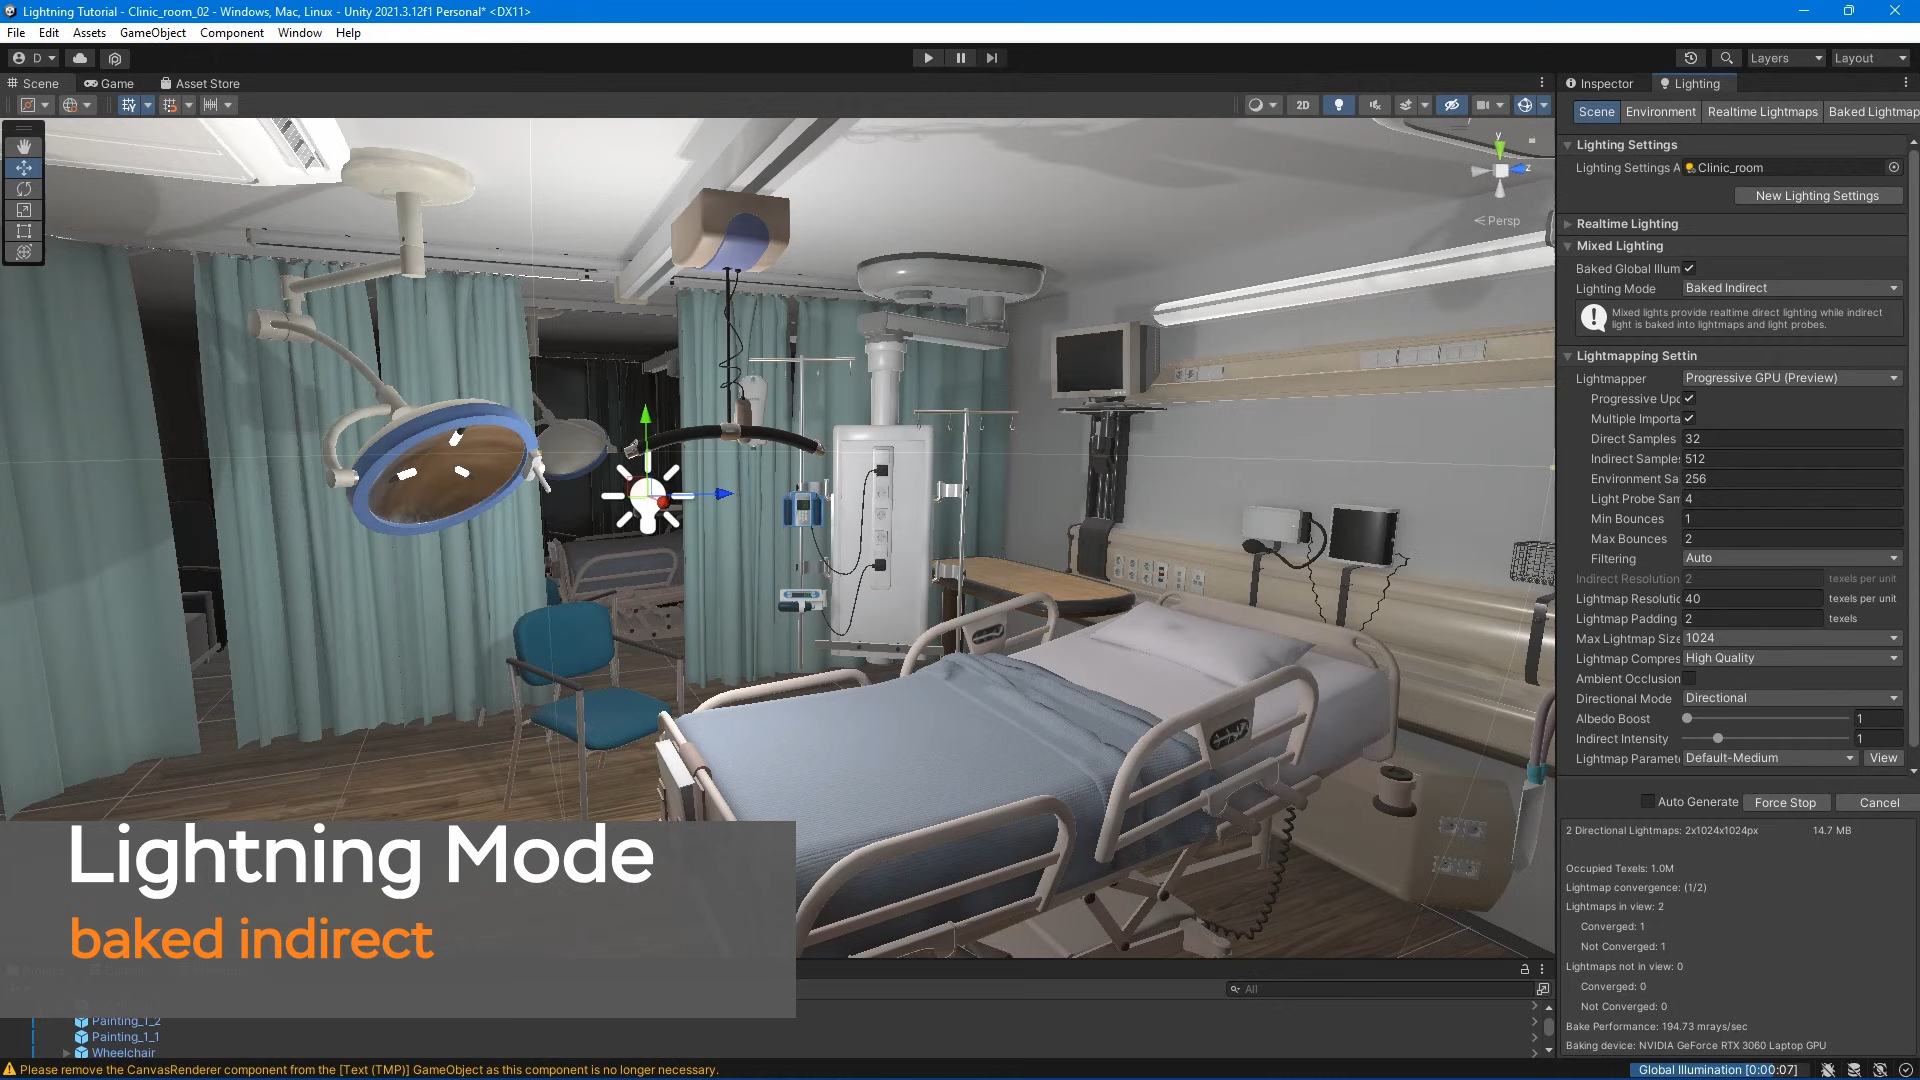 Lightning Tutorial - Clinic_room_02 - Windows, Mac, Linux - Unity 2021.3.12f1 Personal* <DX11>
File Edit Assets GameObject Component Window Help
D Layers Layout
Scene Game Asset Store Inspector Lighting
2D
Scene Environment Realtime Lightmaps Baked Lightmap
y
z
Persp
Lighting Settings
Lighting Settings A Clinic_room
New Lighting Settings
Realtime Lighting
Mixed Lighting
Baked Global Illum
Lighting Mode Baked Indirect
Mixed lights provide realtime direct lighting while indirect
light is baked into lightmaps and light probes.
Lightmapping Settin
Lightmapper Progressive GPU (Preview)
Progressive Upd
Multiple Importa
Direct Samples 32
Indirect Samples 512
Environment Sa 256
Light Probe Sam 4
Min Bounces 1
Max Bounces 2
Filtering Auto
Indirect Resolution 2 texels per unit
Lightmap Resolutic 40 texels per unit
Lightmap Padding 2 texels
Max Lightmap Size 1024
Lightmap Compres High Quality
Ambient Occlusion
Directional Mode Directional
Albedo Boost 1
Indirect Intensity 1
Lightmap Paramete Default-Medium View
Auto Generate Force Stop Cancel
2 Directional Lightmaps: 2x1024x1024px 14.7 MB
Occupied Texels: 1.0M
Lightmap convergence: (1/2)
Lightmaps in view: 2
Converged: 1
Not Converged: 1
Lightmaps not in view: 0
Converged: 0
Not Converged: 0
Bake Performance: 194.73 mrays/sec
Baking device: NVIDIA GeForce RTX 3060 Laptop GPU
Lightning Mode
baked indirect
All
Painting_1_2
Painting_1_1
Wheelchair
Please remove the CanvasRenderer component from the [Text (TMP)] GameObject as this component is no longer necessary.
Global Illumination [0:00:07]